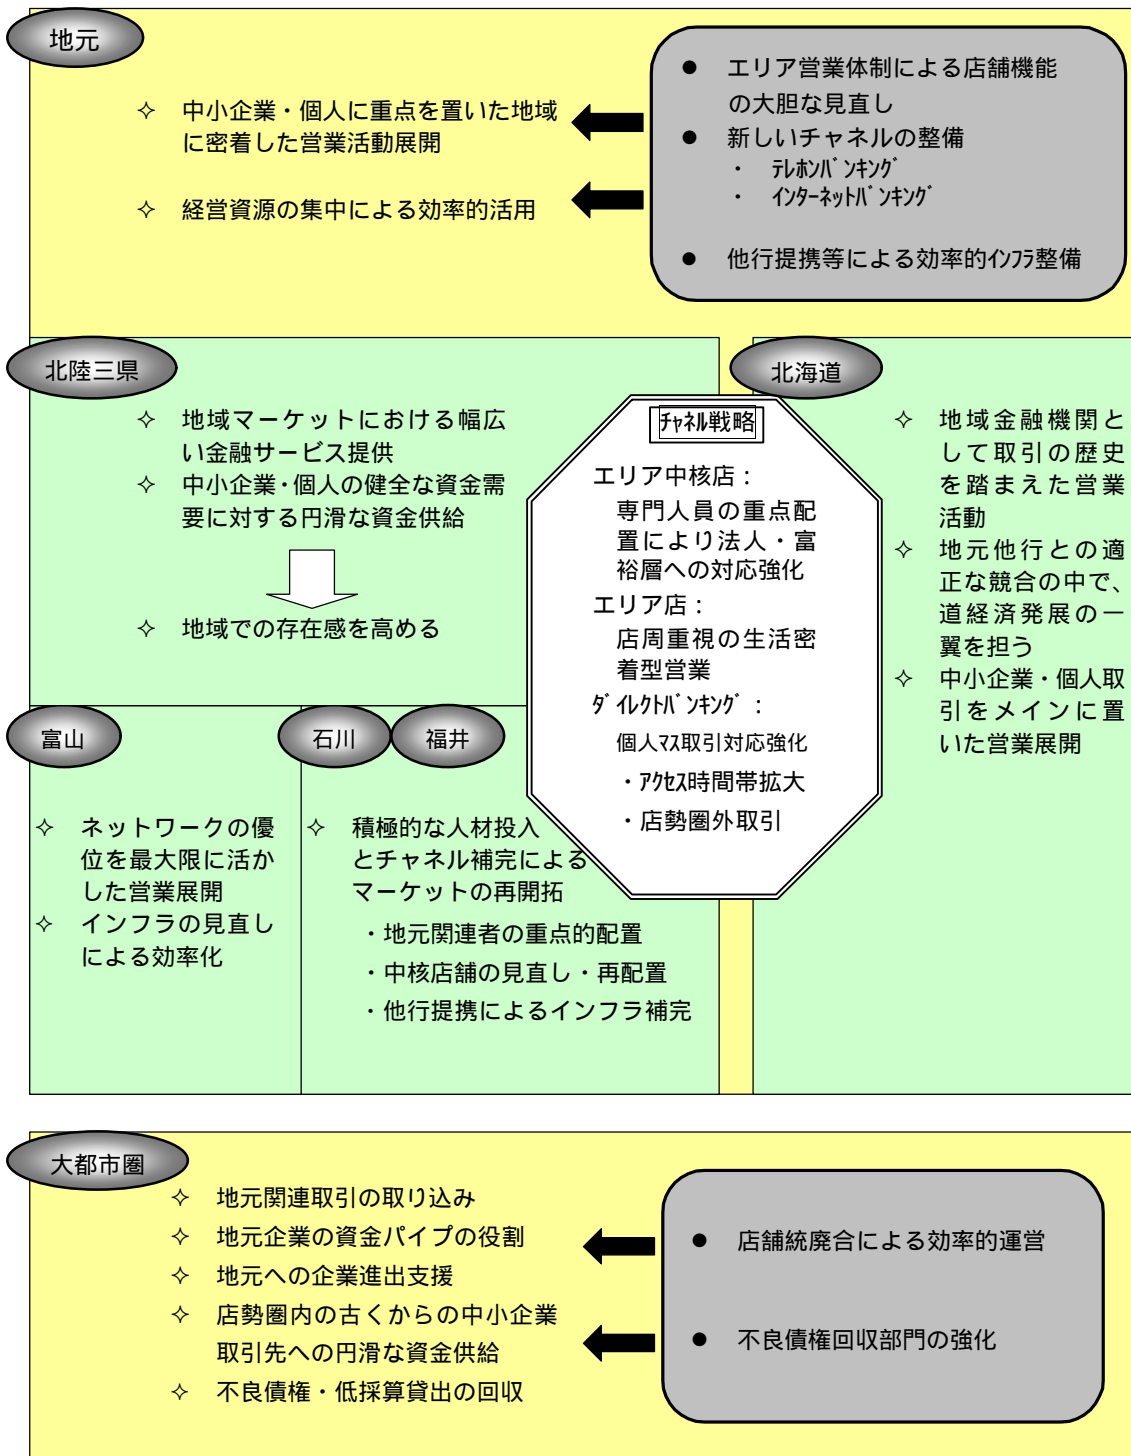 地元
✧ 中小企業・個人に重点を置いた地域
に密着した営業活動展開
✧ 経営資源の集中による効率的活用
● エリア営業体制による店舗機能
の大胆な見直し
● 新しいチャネルの整備
・ ﾃﾚﾎﾝﾊﾞﾝｷﾝｸﾞ
・ ｲﾝﾀｰﾈｯﾄﾊﾞﾝｷﾝｸﾞ
● 他行提携等による効率的ｲﾝﾌﾗ整備
北陸三県
✧ 地域マーケットにおける幅広
い金融サービス提供
✧ 中小企業・個人の健全な資金需
要に対する円滑な資金供給
✧ 地域での存在感を高める
ﾁｬﾈﾙ戦略
エリア中核店：
専門人員の重点配
置により法人・富
裕層への対応強化
エリア店：
店周重視の生活密
着型営業
ﾀﾞｲﾚｸﾄﾊﾞﾝｷﾝｸﾞ：
個人ﾏｽ取引対応強化
・ｱｸｾｽ時間帯拡大
・店勢圏外取引
北海道
✧ 地域金融機関と
して取引の歴史
を踏まえた営業
活動
✧ 地元他行との適
正な競合の中で、
道経済発展の一
翼を担う
✧ 中小企業・個人取
引をメインに置
いた営業展開
富山
✧ ネットワークの優
位を最大限に活か
した営業展開
✧ インフラの見直し
による効率化
石川 福井
✧ 積極的な人材投入
とチャネル補完による
マーケットの再開拓
・地元関連者の重点的配置
・中核店舗の見直し・再配置
・他行提携によるインフラ補完
大都市圏
✧ 地元関連取引の取り込み
✧ 地元企業の資金パイプの役割
✧ 地元への企業進出支援
✧ 店勢圏内の古くからの中小企業
取引先への円滑な資金供給
✧ 不良債権・低採算貸出の回収
● 店舗統廃合による効率的運営
● 不良債権回収部門の強化